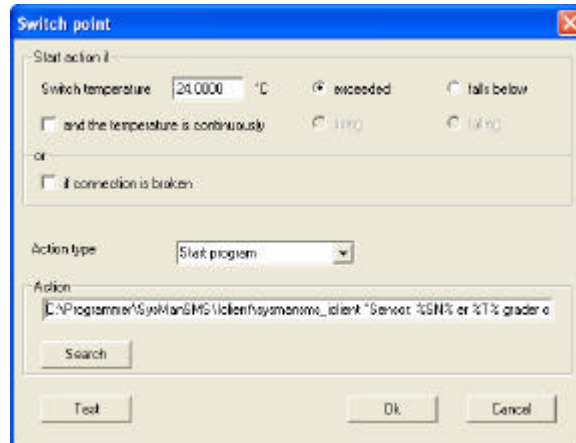 Switch point
Start action if
Switch temperature 24.0000 °C exceeded falls below
and the temperature is continuously rising falling
or
if connection is broken
Action type Start program
Action
C:\Programmer\SysManSMS\Iclient\sysmansms_iclient "Sensor: %SN% er %T% grader c
Search
Test Ok Cancel